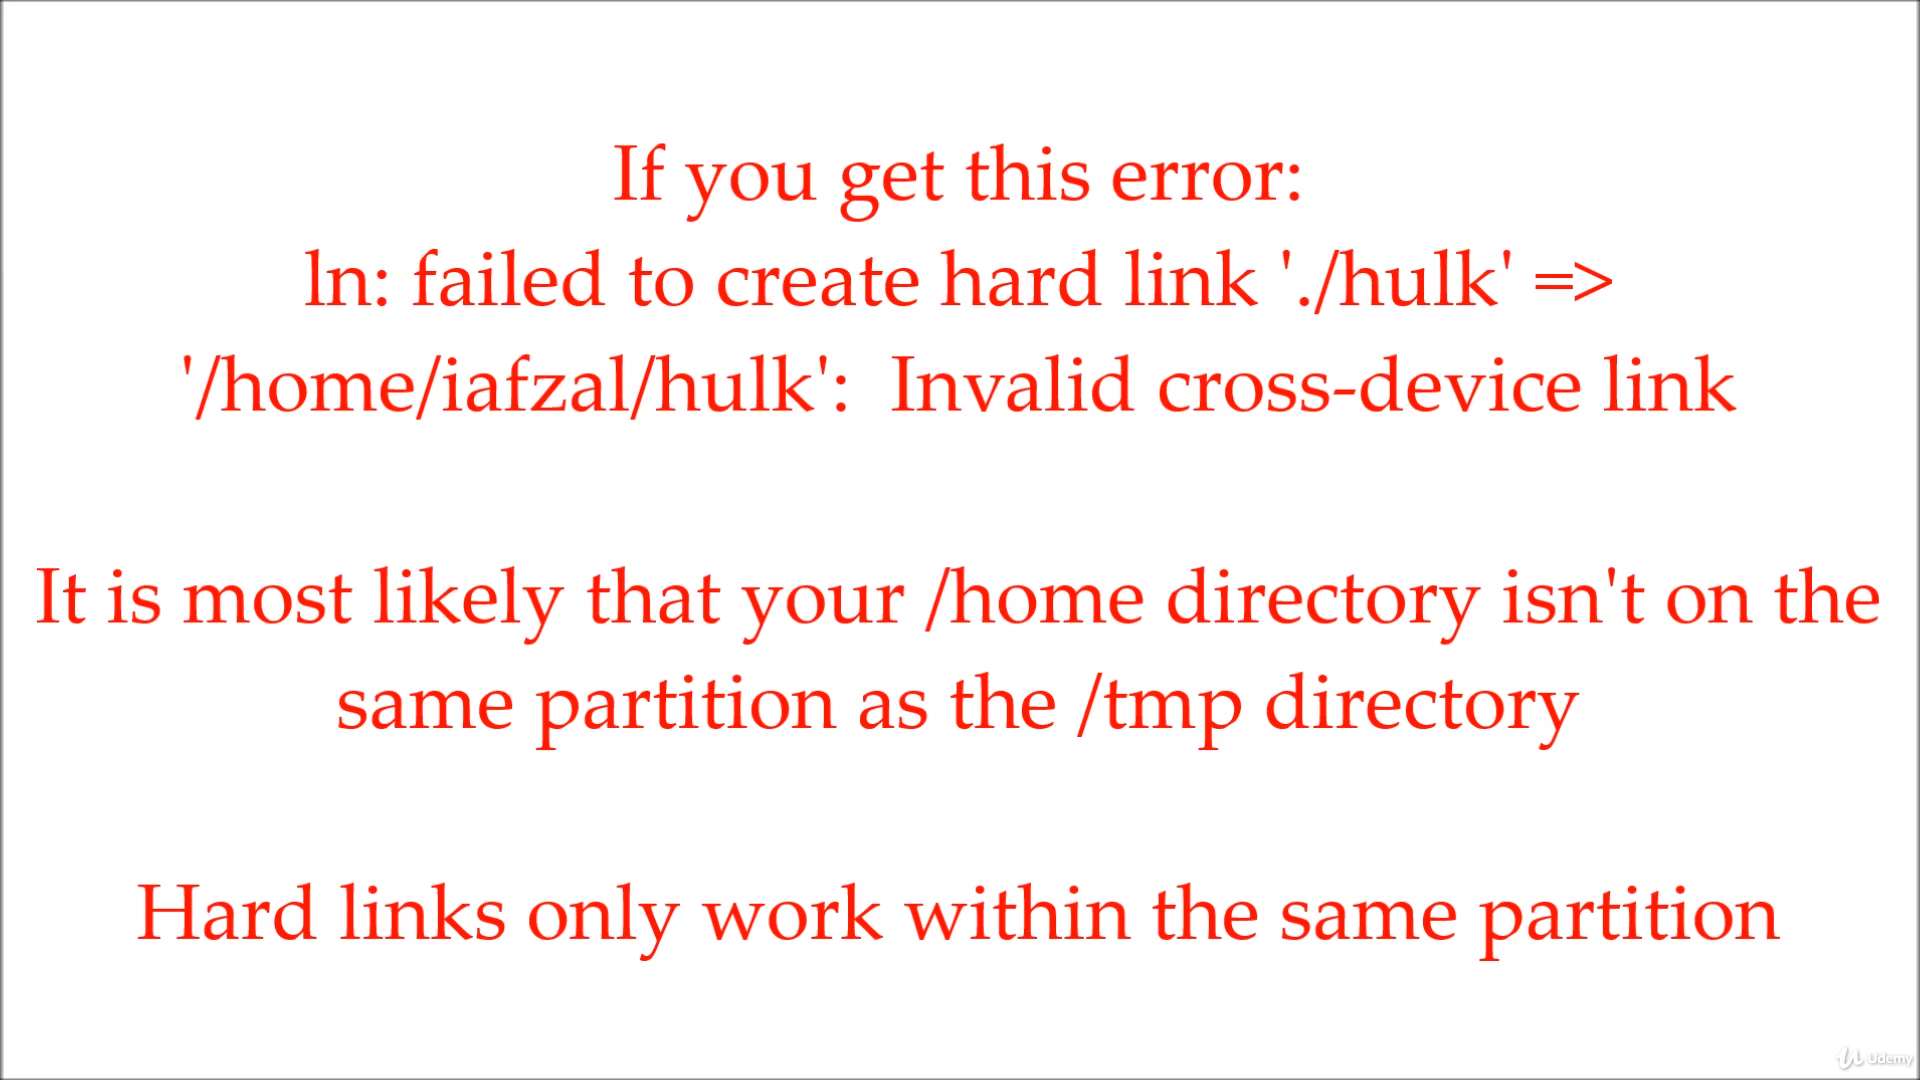 If you get this error:
ln: failed to create hard link './hulk' =>
'/home/iafzal/hulk':  Invalid cross-device link
It is most likely that your /home directory isn't on the
same partition as the /tmp directory
Hard links only work within the same partition
Udemy